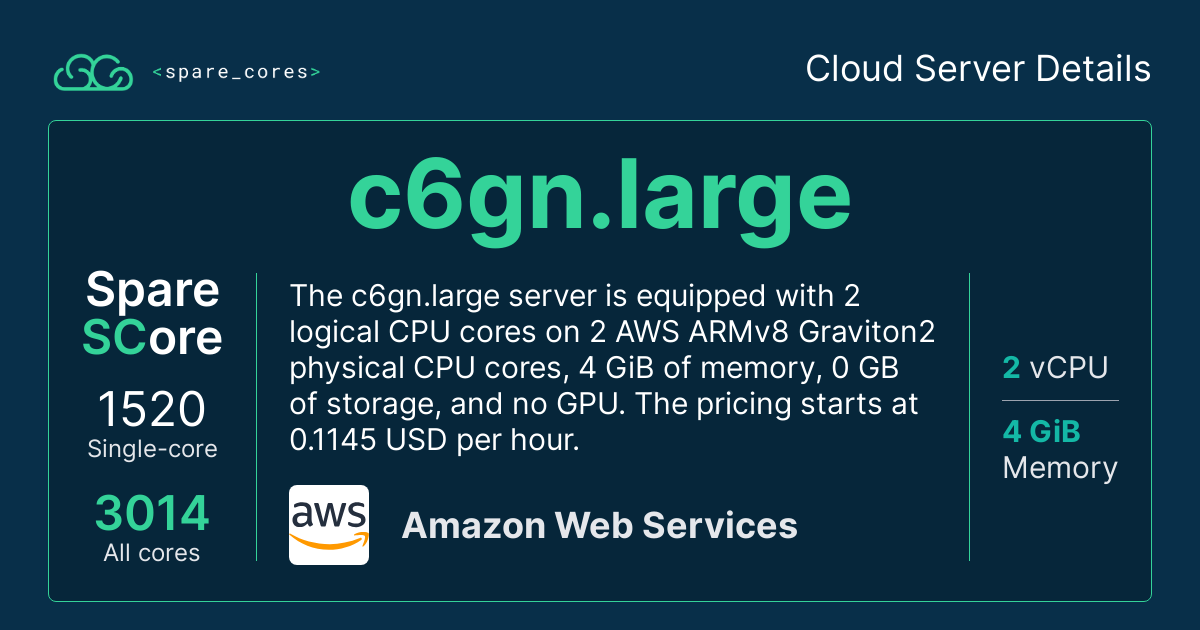 <spare_cores>
Cloud Server Details
c6gn.large
Spare
SCore
1520
Single-core
3014
All cores
The c6gn.large server is equipped with 2
logical CPU cores on 2 AWS ARMv8 Graviton2
physical CPU cores, 4 GiB of memory, 0 GB
of storage, and no GPU. The pricing starts at
0.1145 USD per hour.
aws
Amazon Web Services
2 vCPU
4 GiB
Memory